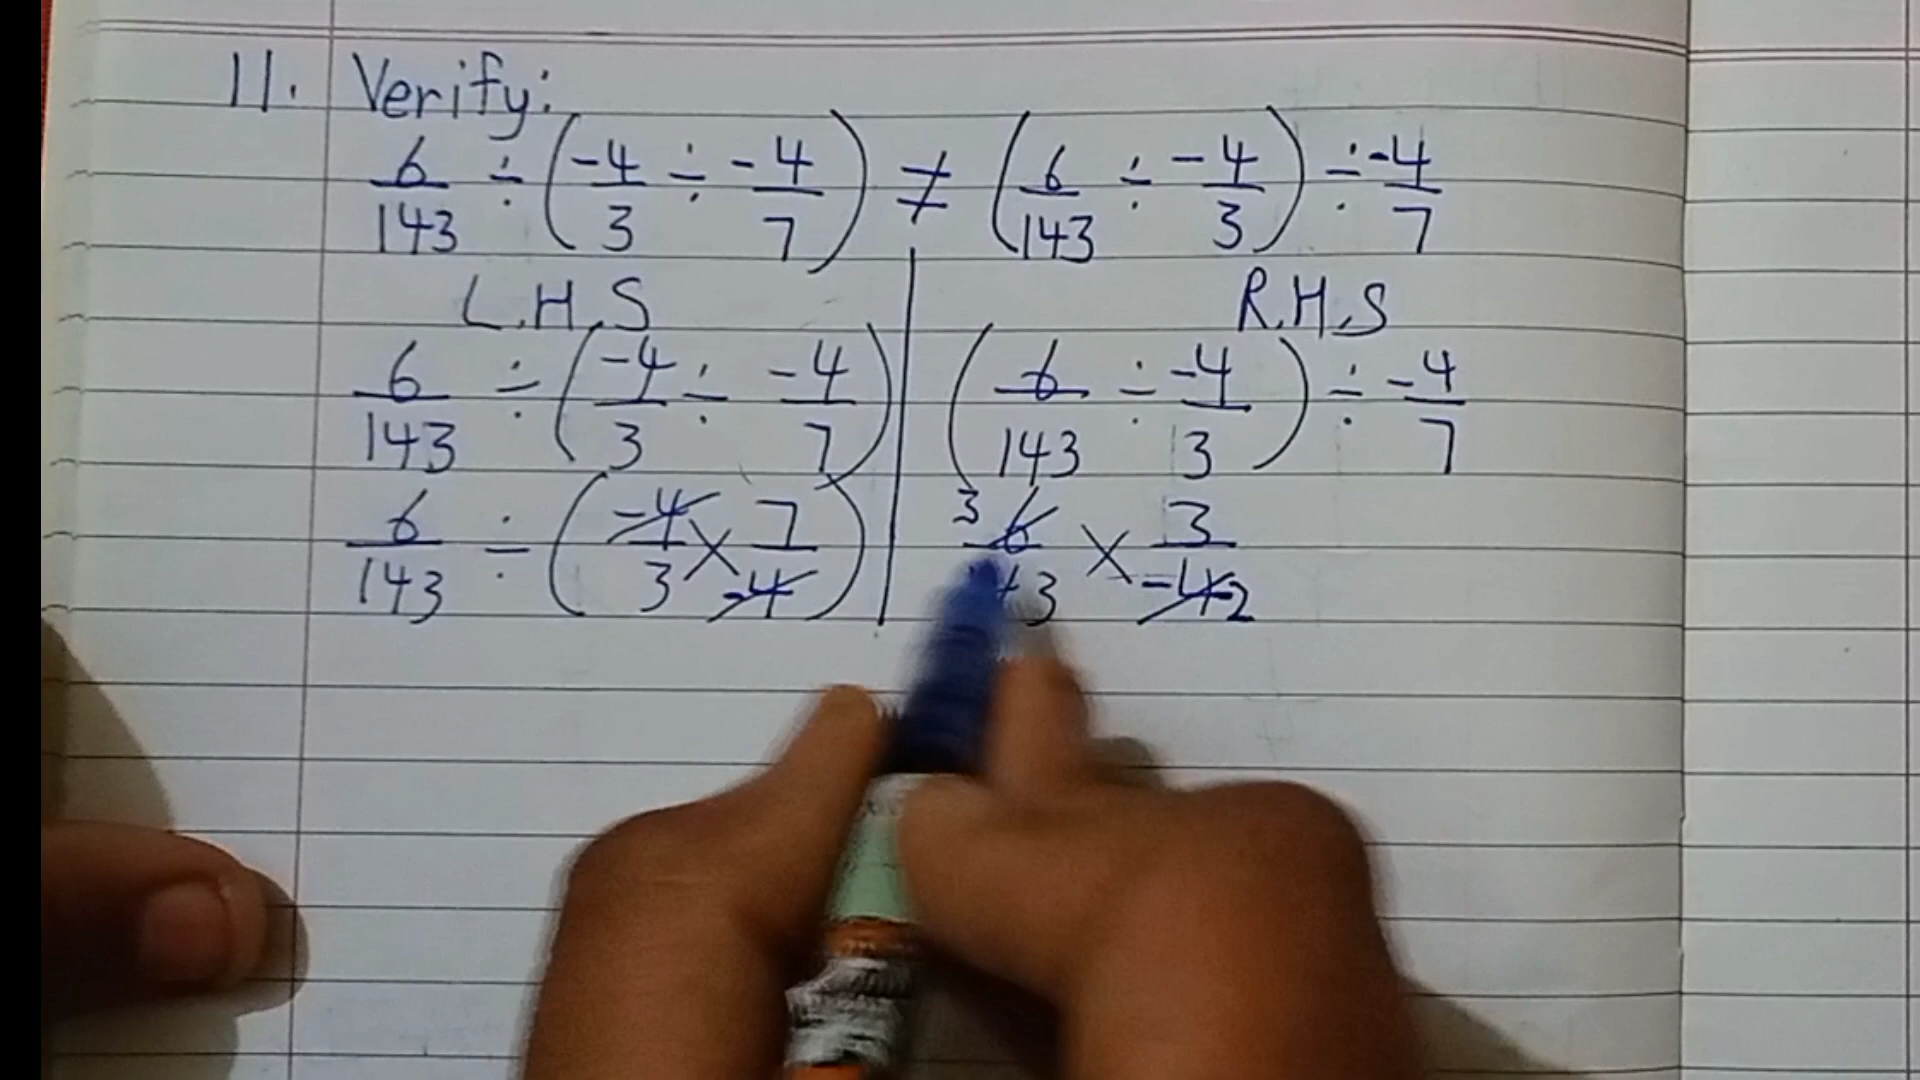 11. Verify:
6/143 ÷ (-4/3 ÷ -4/7) ≠ (6/143 ÷ -4/3) ÷ -4/7
L.H.S R.H.S
6/143 ÷ (-4/3 ÷ -4/7) (6/143 ÷ -4/3) ÷ -4/7
6/143 ÷ (-4/3 × 7/-4) 3 6/ 3 × 3/-4 2